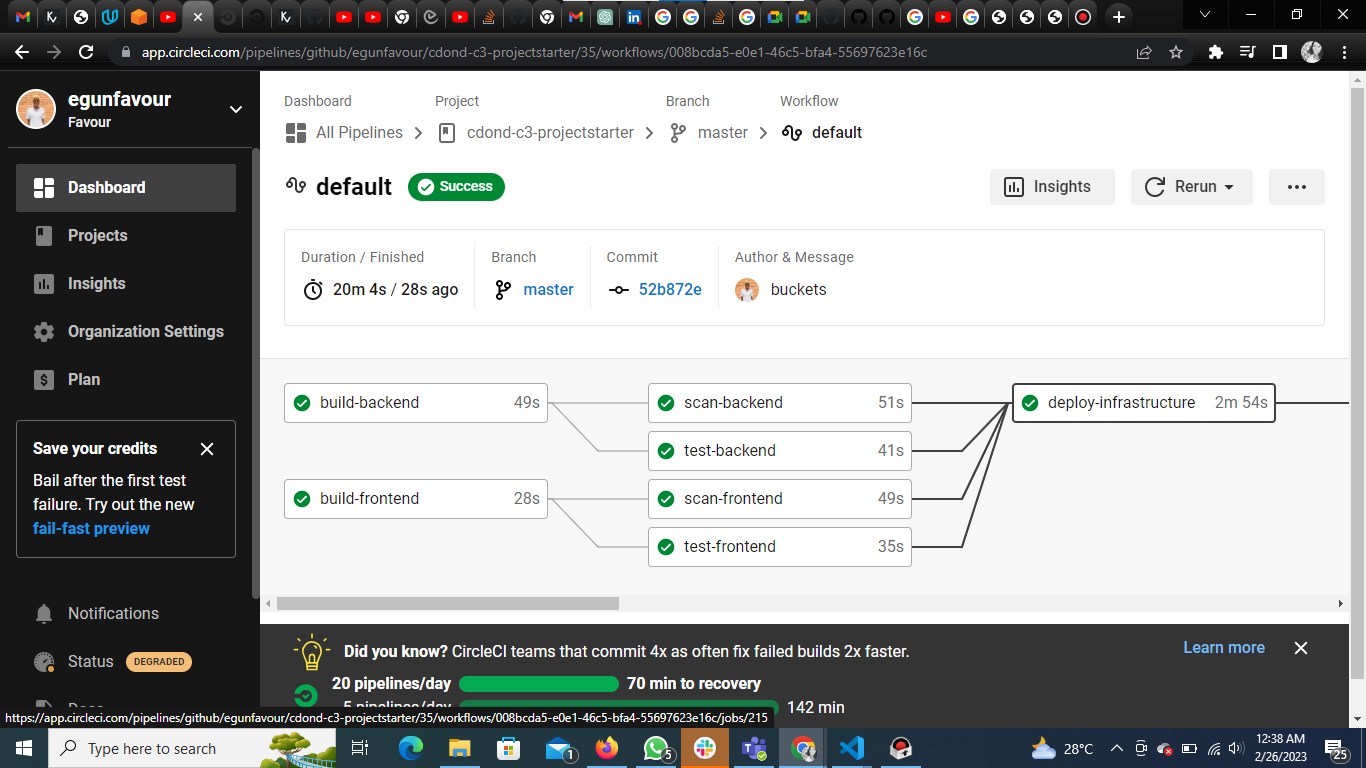 app.circleci.com/pipelines/github/egunfavour/cdond-c3-projectstarter/35/workflows/008bcda5-e0e1-46c5-bfa4-55697623e16c
egunfavour
Favour
Dashboard
Projects
Insights
Organization Settings
Plan
Save your credits
Bail after the first test
failure. Try out the new
fail-fast preview
Notifications
Status DEGRADED
Dashboard Project Branch Workflow
All Pipelines cdond-c3-projectstarter master default
default Success Insights Rerun
Duration / Finished Branch Commit Author & Message
20m 4s / 28s ago master 52b872e buckets
build-backend 49s scan-backend 51s deploy-infrastructure 2m 54s
test-backend 41s
build-frontend 28s scan-frontend 49s
test-frontend 35s
Did you know? CircleCI teams that commit 4x as often fix failed builds 2x faster. Learn more
20 pipelines/day 70 min to recovery
5 pipelines/day 142 min
https://app.circleci.com/pipelines/github/egunfavour/cdond-c3-projectstarter/35/workflows/008bcda5-e0e1-46c5-bfa4-55697623e16c/jobs/215
Type here to search 1 5 28°C 12:38 AM
2/26/2023 25